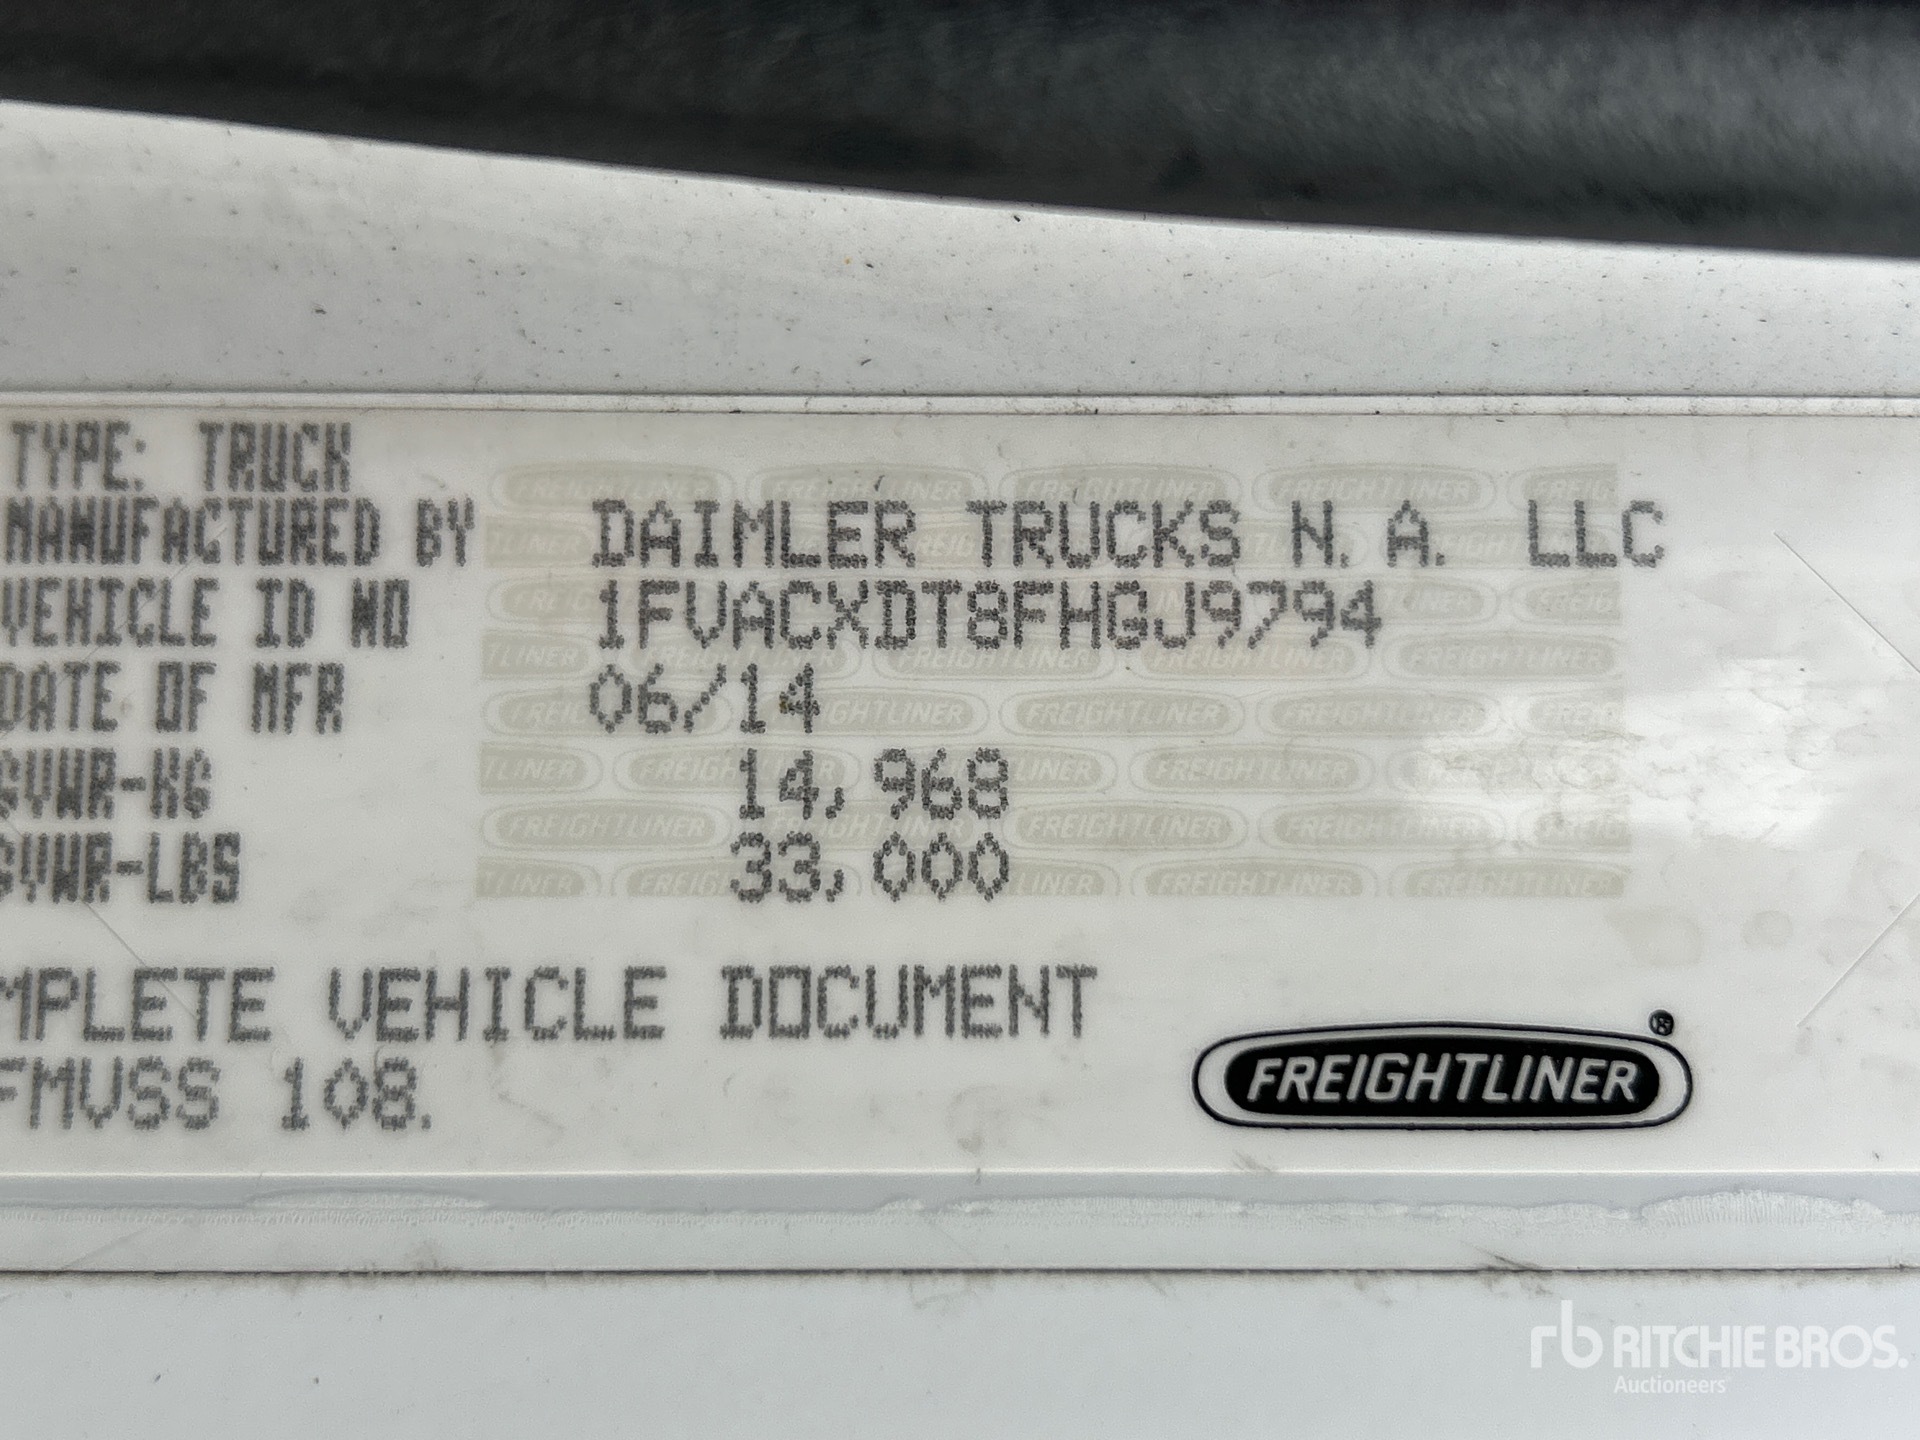 TYPE: TRUCK
MANUFACTURED BY DAIMLER TRUCKS N.A. LLC
VEHICLE ID NO 1FVACXDT8FHGJ9794
DATE OF MFR 06/14
GVWR-KG 14,968
GVWR-LBS 33,000
MPLETE VEHICLE DOCUMENT
FMVSS 108.
FREIGHTLINER®
rb RITCHIE BROS.
Auctioneers